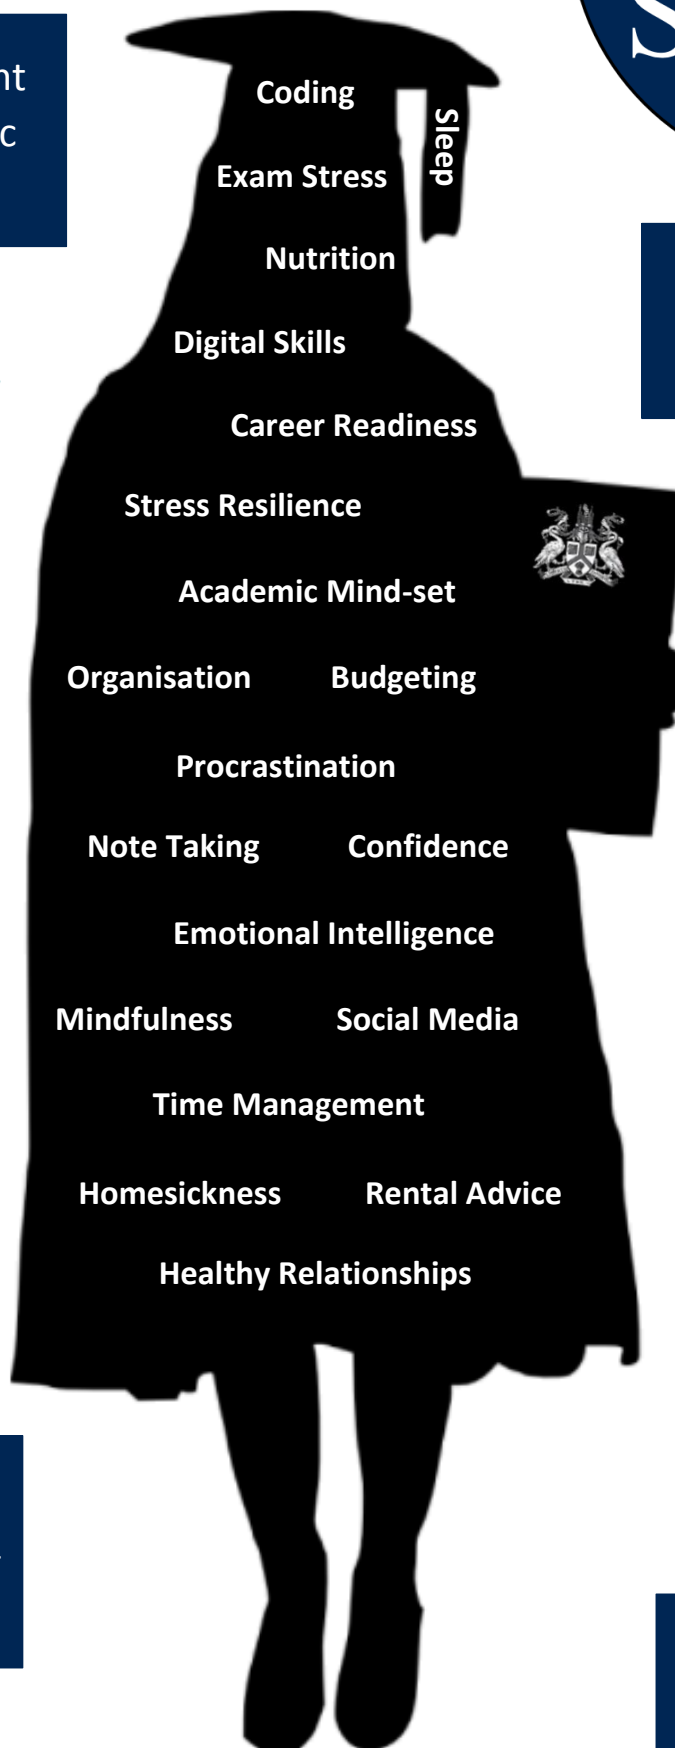 Coding
Sleep
Exam Stress
Nutrition
Digital Skills
Career Readiness
Stress Resilience
Academic Mind-set
Organisation Budgeting
Procrastination
Note Taking Confidence
Emotional Intelligence
Mindfulness Social Media
Time Management
Homesickness Rental Advice
Healthy Relationships